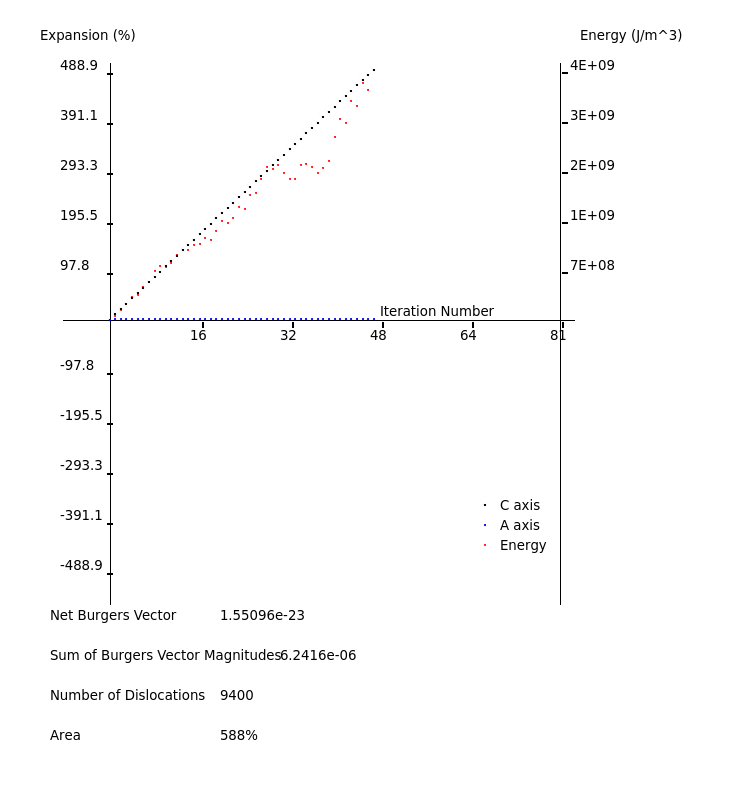 Expansion (%) Energy (J/m^3)
488.9 4E+09
391.1 3E+09
293.3 2E+09
195.5 1E+09
97.8 7E+08
Iteration Number
16 32 48 64 81
-97.8
-195.5
-293.3
-391.1
-488.9
C axis
A axis
Energy
Net Burgers Vector 1.55096e-23
Sum of Burgers Vector Magnitudes6.2416e-06
Number of Dislocations 9400
Area 588%